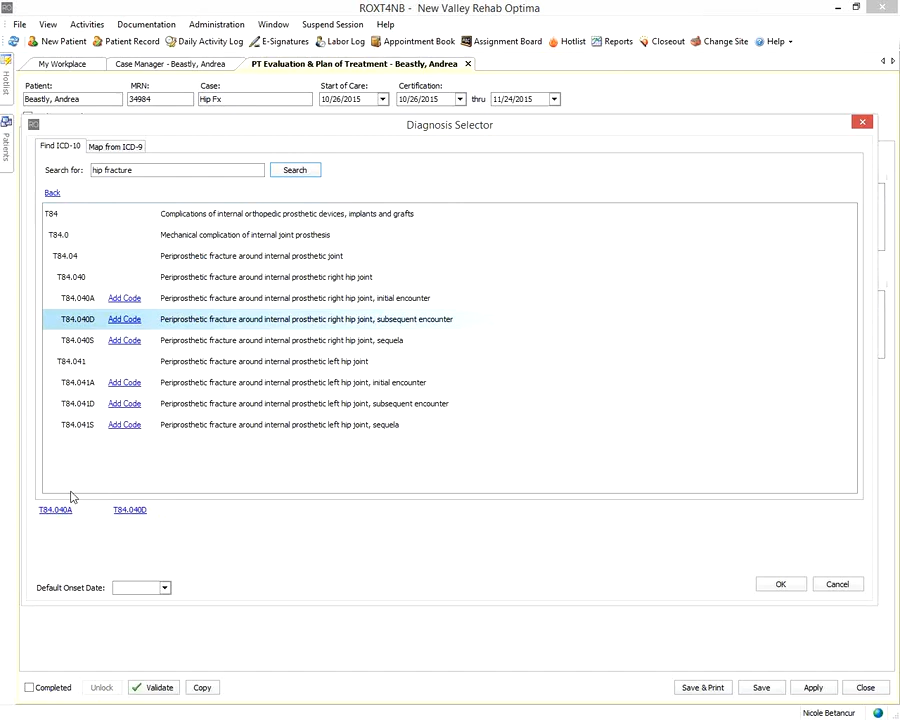 ROXT4NB - New Valley Rehab Optima
File View Activities Documentation Administration Window Suspend Session Help
New Patient Patient Record Daily Activity Log E-Signatures Labor Log Appointment Book Assignment Board Hotlist Reports Closeout Change Site Help
Hotlist
Patients
My Workplace Case Manager - Beastly, Andrea PT Evaluation & Plan of Treatment - Beastly, Andrea
Patient: MRN: Case: Start of Care: Certification:
Beastly, Andrea 34984 Hip Fx 10/26/2015 10/26/2015 thru 11/24/2015
Diagnosis Selector
Find ICD-10 Map from ICD-9
Search for: hip fracture Search
Back
T84 Complications of internal orthopedic prosthetic devices, implants and grafts
T84.0 Mechanical complication of internal joint prosthesis
T84.04 Periprosthetic fracture around internal prosthetic joint
T84.040 Periprosthetic fracture around internal prosthetic right hip joint
T84.040A Add Code Periprosthetic fracture around internal prosthetic right hip joint, initial encounter
T84.040D Add Code Periprosthetic fracture around internal prosthetic right hip joint, subsequent encounter
T84.040S Add Code Periprosthetic fracture around internal prosthetic right hip joint, sequela
T84.041 Periprosthetic fracture around internal prosthetic left hip joint
T84.041A Add Code Periprosthetic fracture around internal prosthetic left hip joint, initial encounter
T84.041D Add Code Periprosthetic fracture around internal prosthetic left hip joint, subsequent encounter
T84.041S Add Code Periprosthetic fracture around internal prosthetic left hip joint, sequela
T84.040A T84.040D
Default Onset Date: OK Cancel
Completed Unlock Validate Copy Save & Print Save Apply Close
Nicole Betancur